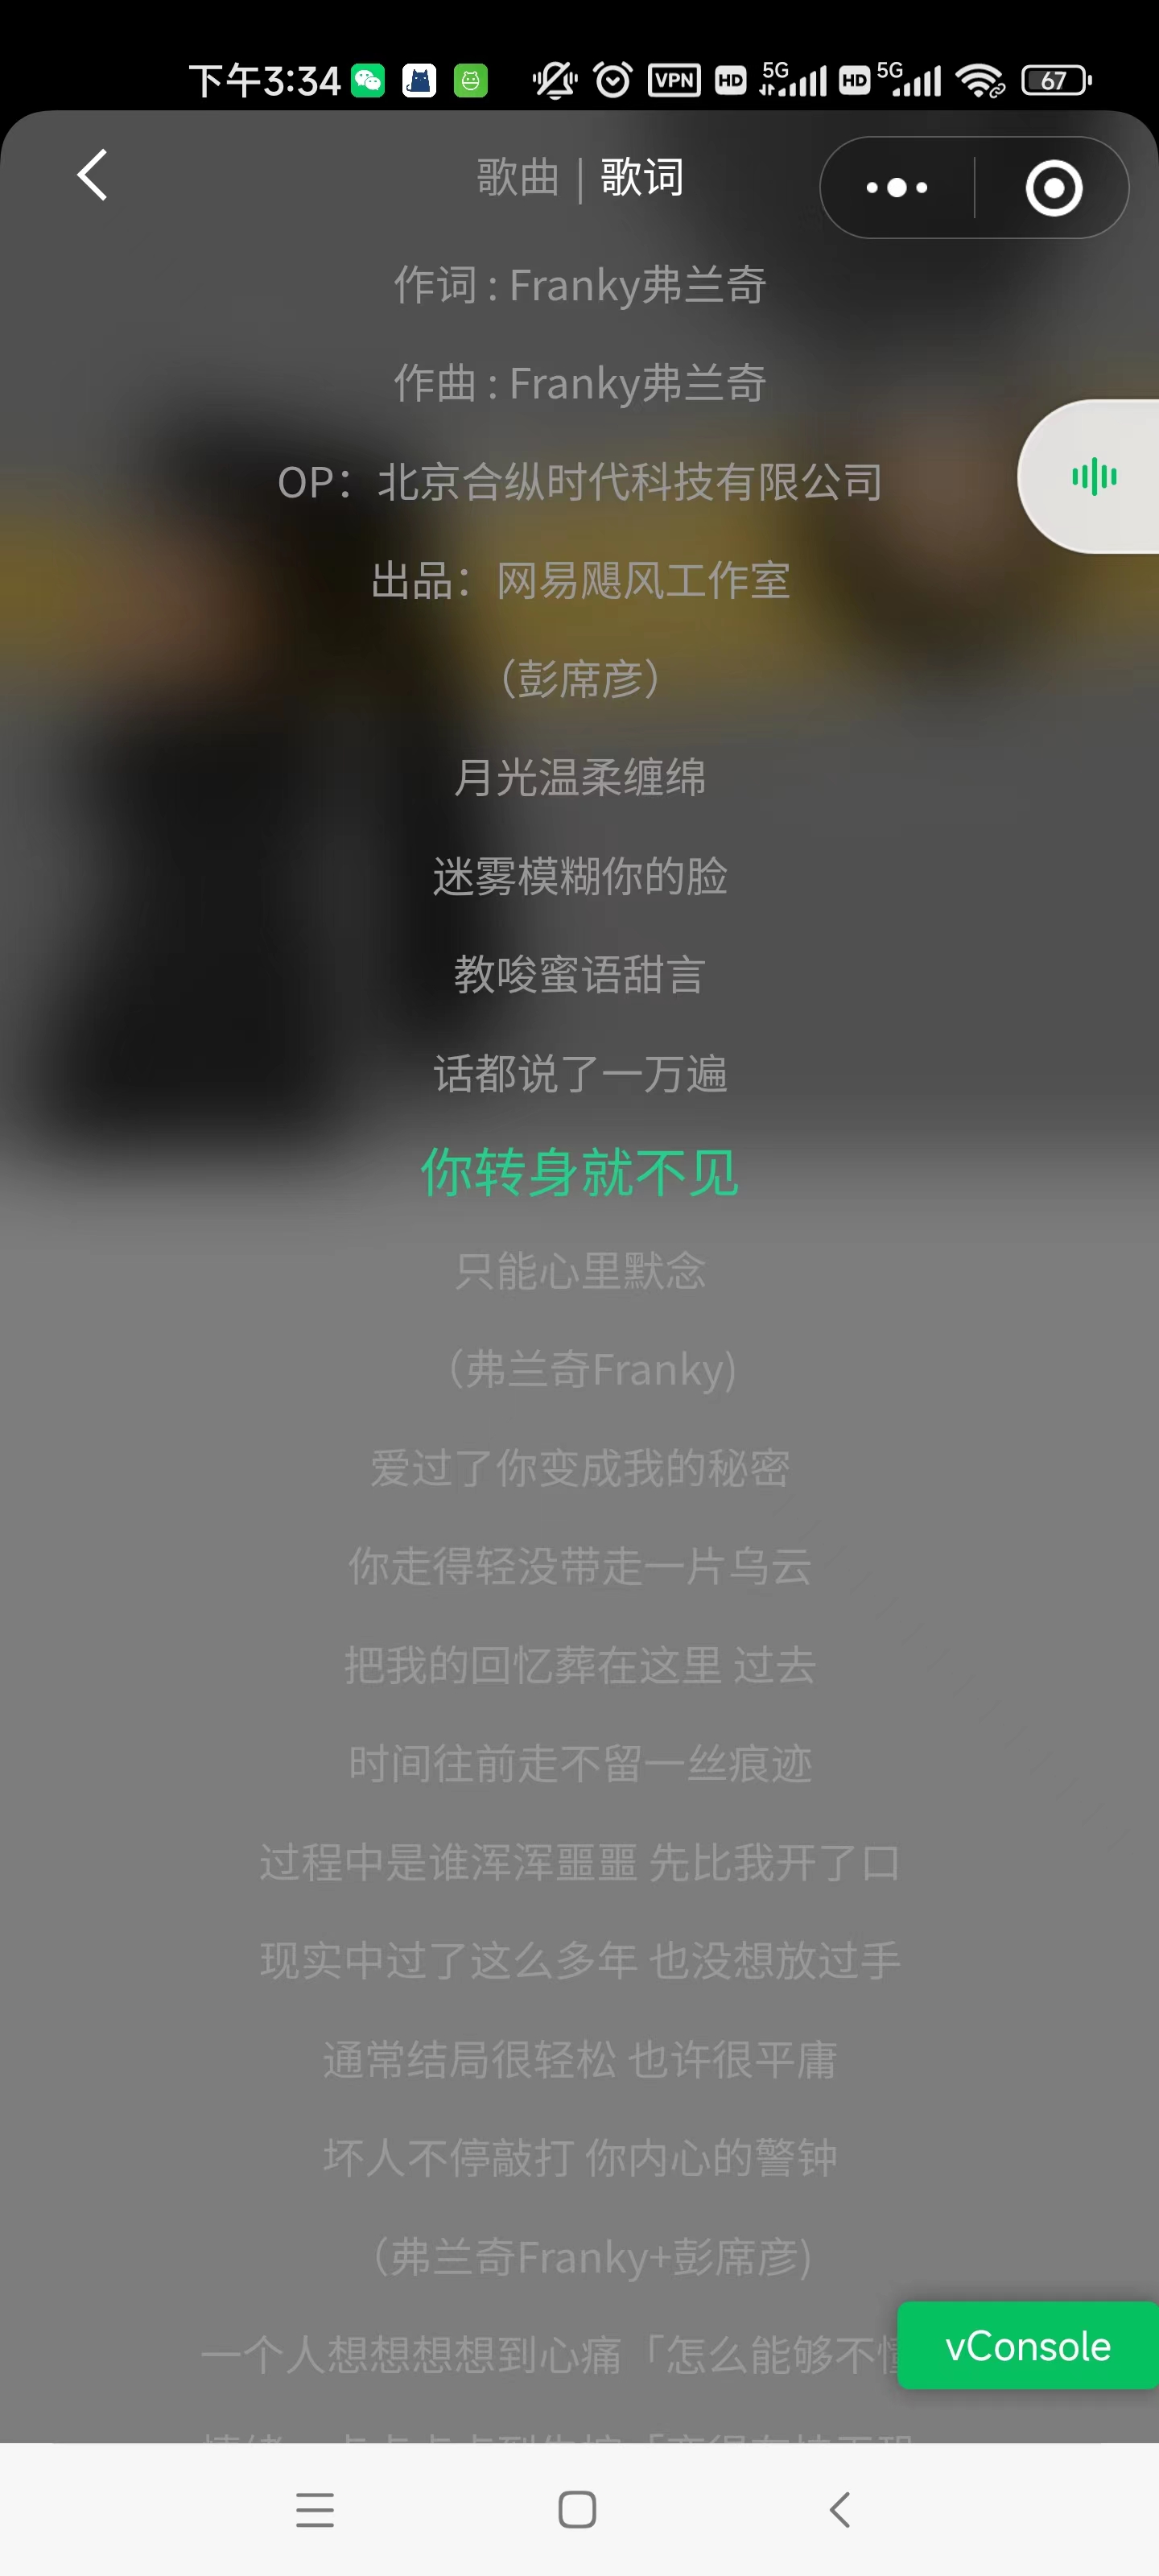 下午3:34 VPN HD 5G HD 5G 67
歌曲 | 歌词
作词 : Franky弗兰奇
作曲 : Franky弗兰奇
OP：北京合纵时代科技有限公司
出品：网易飓风工作室
（彭席彦）
月光温柔缠绵
迷雾模糊你的脸
教唆蜜语甜言
话都说了一万遍
你转身就不见
只能心里默念
（弗兰奇Franky)
爱过了你变成我的秘密
你走得轻没带走一片乌云
把我的回忆葬在这里 过去
时间往前走不留一丝痕迹
过程中是谁浑浑噩噩 先比我开了口
现实中过了这么多年 也没想放过手
通常结局很轻松 也许很平庸
坏人不停敲打 你内心的警钟
（弗兰奇Franky+彭席彦)
一个人想想想想到心痛「怎么能够不
vConsole